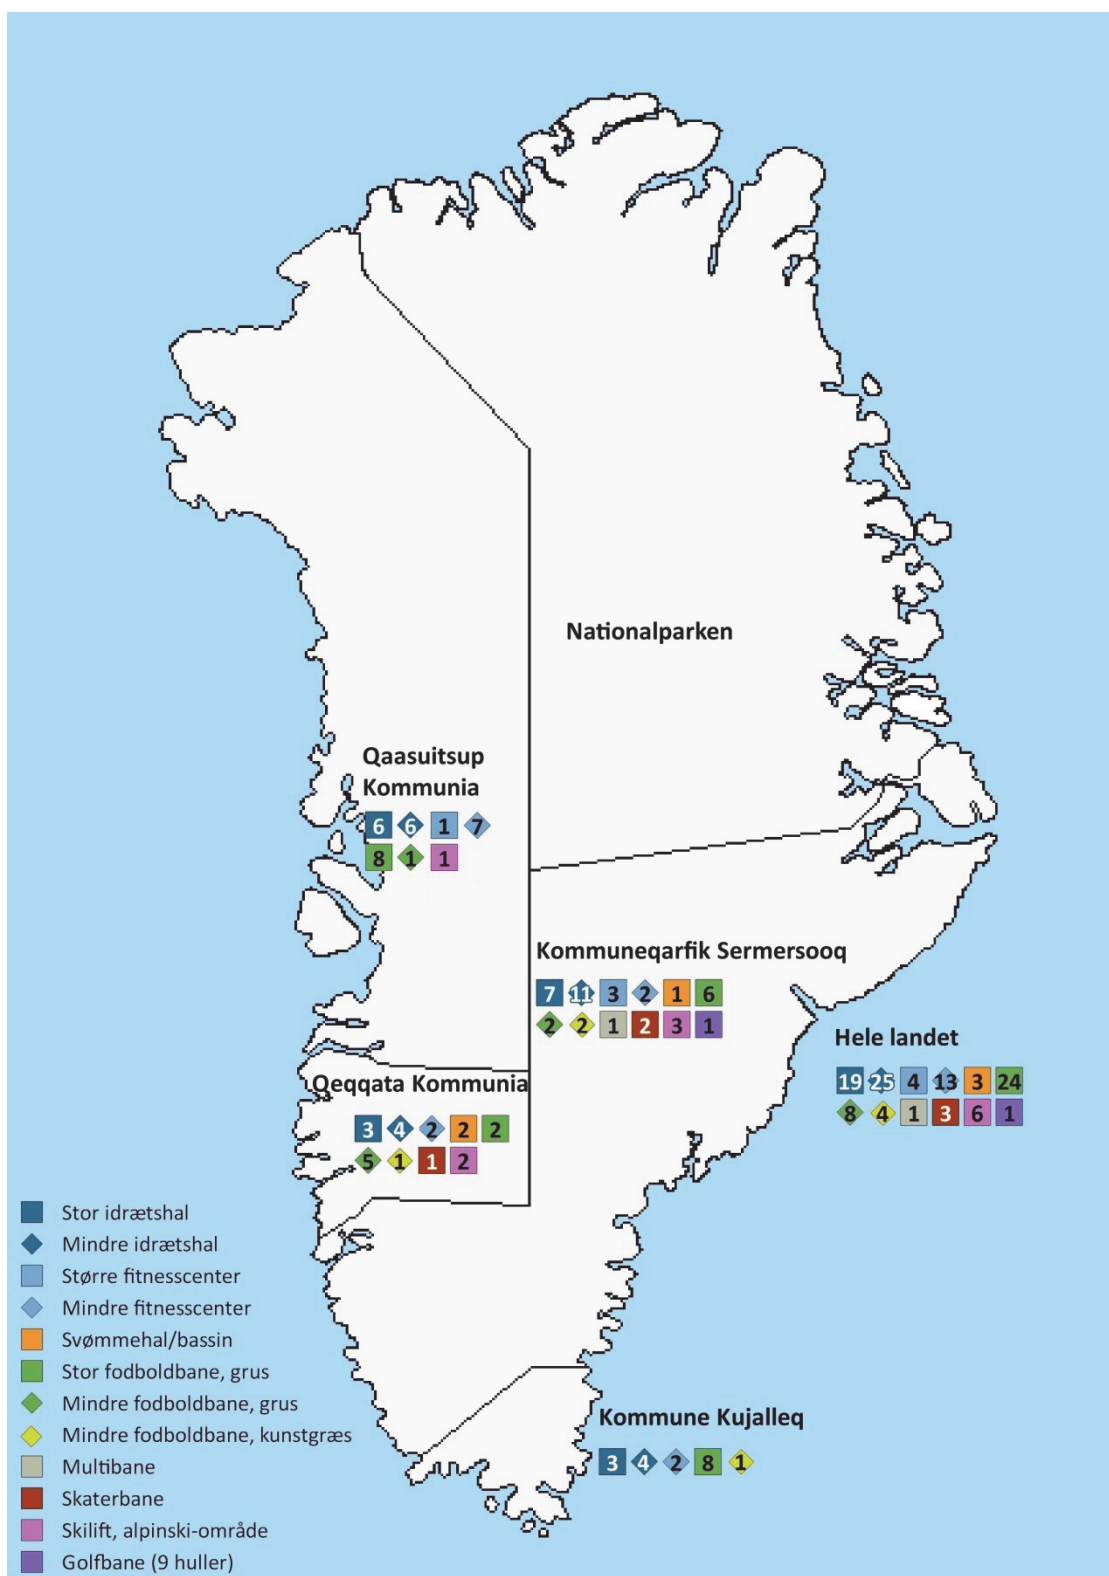 Nationalparken
Qaasuitsup
Kommunia
6 6 1 7
8 1 1
Kommuneqarfik Sermersooq
7 11 3 2 1 6
2 2 1 2 3 1
Hele landet
19 25 4 13 3 24
8 4 1 3 6 1
Qeqqata Kommunia
3 4 2 2 2
5 1 1 2
Kommune Kujalleq
3 4 2 8 1
Stor idrætshal
Mindre idrætshal
Større fitnesscenter
Mindre fitnesscenter
Svømmehal/bassin
Stor fodboldbane, grus
Mindre fodboldbane, grus
Mindre fodboldbane, kunstgræs
Multibane
Skaterbane
Skilift, alpinski-område
Golfbane (9 huller)